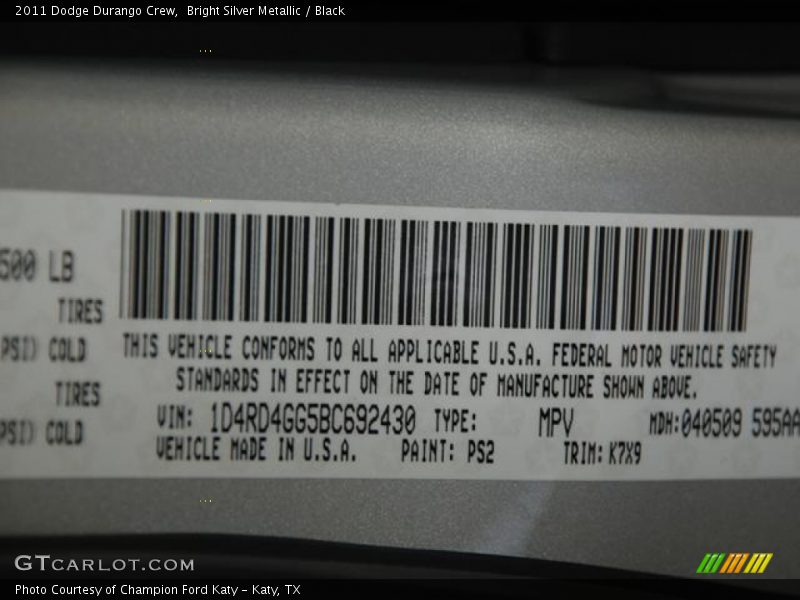 2011 Dodge Durango Crew, Bright Silver Metallic / Black
500 LB
TIRES
PSI) COLD
TIRES
PSI) COLD
THIS VEHICLE CONFORMS TO ALL APPLICABLE U.S.A. FEDERAL MOTOR VEHICLE SAFETY
STANDARDS IN EFFECT ON THE DATE OF MANUFACTURE SHOWN ABOVE.
VIN: 1D4RD4GG5BC692430 TYPE: MPV MDH:040509 595AA
VEHICLE MADE IN U.S.A. PAINT: PS2 TRIM: K7X9
GTCARLOT.COM
Photo Courtesy of Champion Ford Katy - Katy, TX